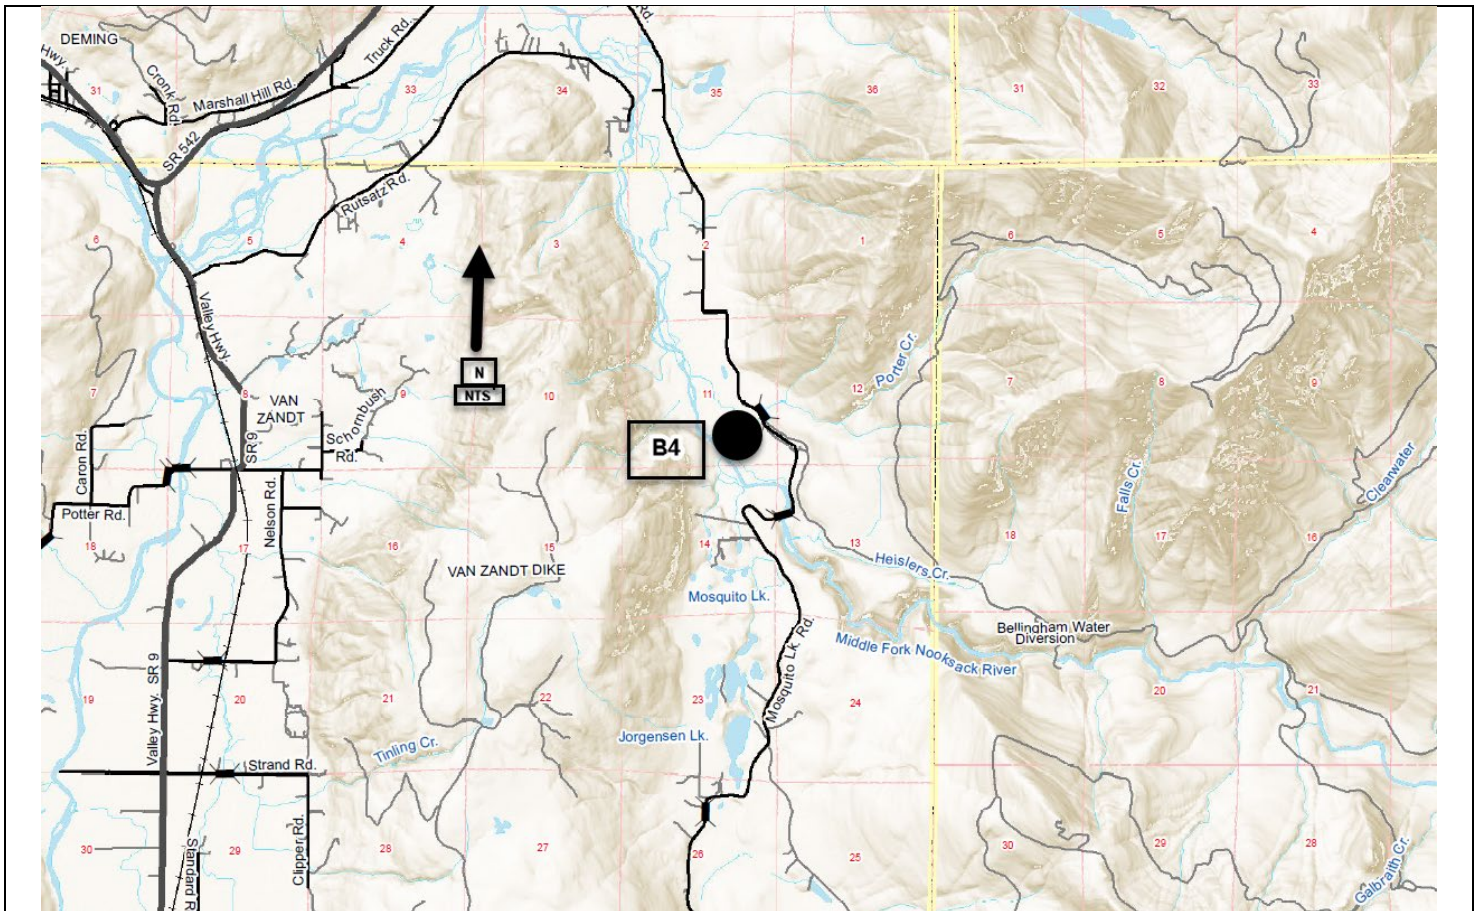 DEMING
Hwy.
Cronk Rd.
Marshall Hill Rd.
Truck Rd.
Rd.
31
33
34
35
36
31
32
33
SR 542
Rutsatz Rd.
6
5
4
3
2
1
6
5
4
Valley Hwy.
N
NTS
Porter Cr.
7
8
9
10
11
12
7
8
9
VAN
ZANDT
Schornbush
Rd.
SR 9
Caron Rd.
B4
Potter Rd.
Nelson Rd.
Falls Cr.
Clearwater
18
17
16
15
14
13
18
17
16
VAN ZANDT DIKE
Heislers Cr.
Mosquito Lk.
Bellingham Water
Diversion
Middle Fork Nooksack River
Mosquito Lk. Rd.
Valley Hwy. SR 9
19
20
21
22
23
24
20
21
Jorgensen Lk.
Tinling Cr.
Strand Rd.
Clipper Rd.
Standard R
30
29
28
27
26
25
30
29
28
Galbraith Cr.